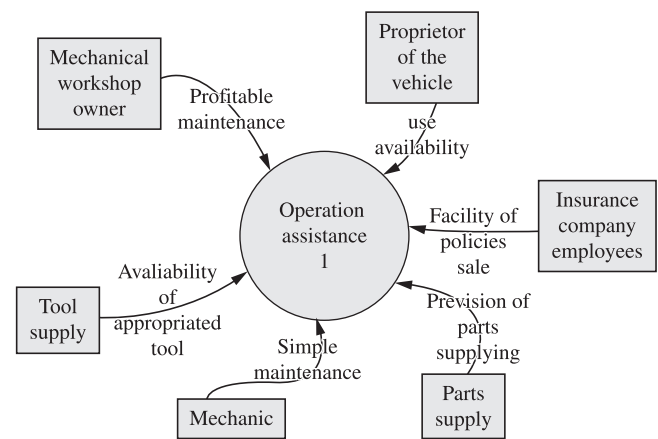 Mechanical
workshop
owner
Profitable
maintenance
Proprietor
of the
vehicle
use
availability
Operation
assistance
1
Facility of
policies
sale
Insurance
company
employees
Avaliability
of
appropriated
tool
Tool
supply
Simple
maintenance
Mechanic
Prevision of
parts
supplying
Parts
supply